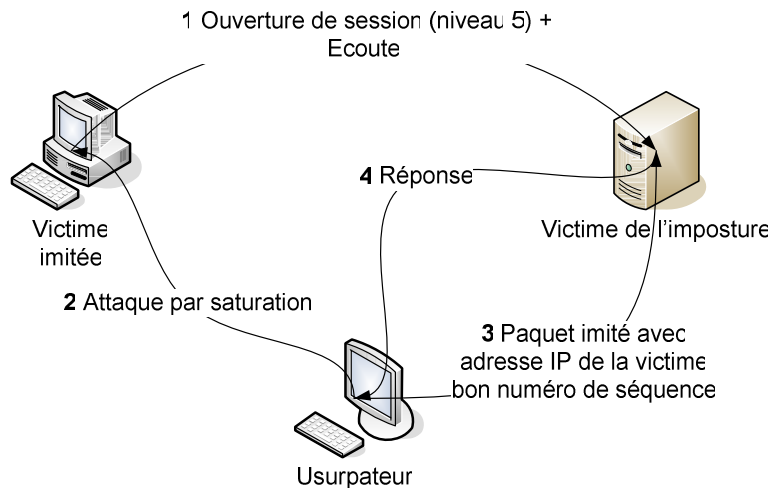 1 Ouverture de session (niveau 5) +
Ecoute
4 Réponse
Victime
imitée
Victime de l'imposture
2 Attaque par saturation
3 Paquet imité avec
adresse IP de la victime
bon numéro de séquence
Usurpateur